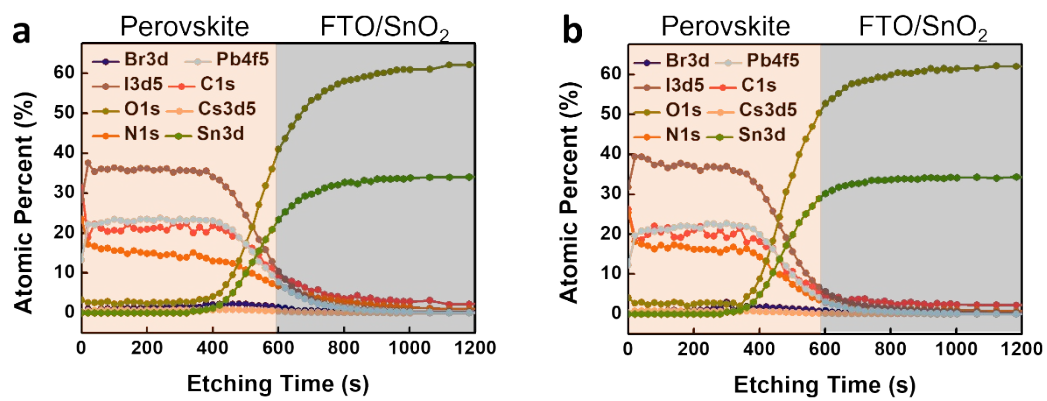 a
Perovskite FTO/SnO₂
Br3d Pb4f5
I3d5 C1s
O1s Cs3d5
N1s Sn3d
Atomic Percent (%)
60
50
40
30
20
10
0
0 200 400 600 800 1000 1200
Etching Time (s)
b
Perovskite FTO/SnO₂
Br3d Pb4f5
I3d5 C1s
O1s Cs3d5
N1s Sn3d
Atomic Percent (%)
60
50
40
30
20
10
0
0 200 400 600 800 1000 1200
Etching Time (s)